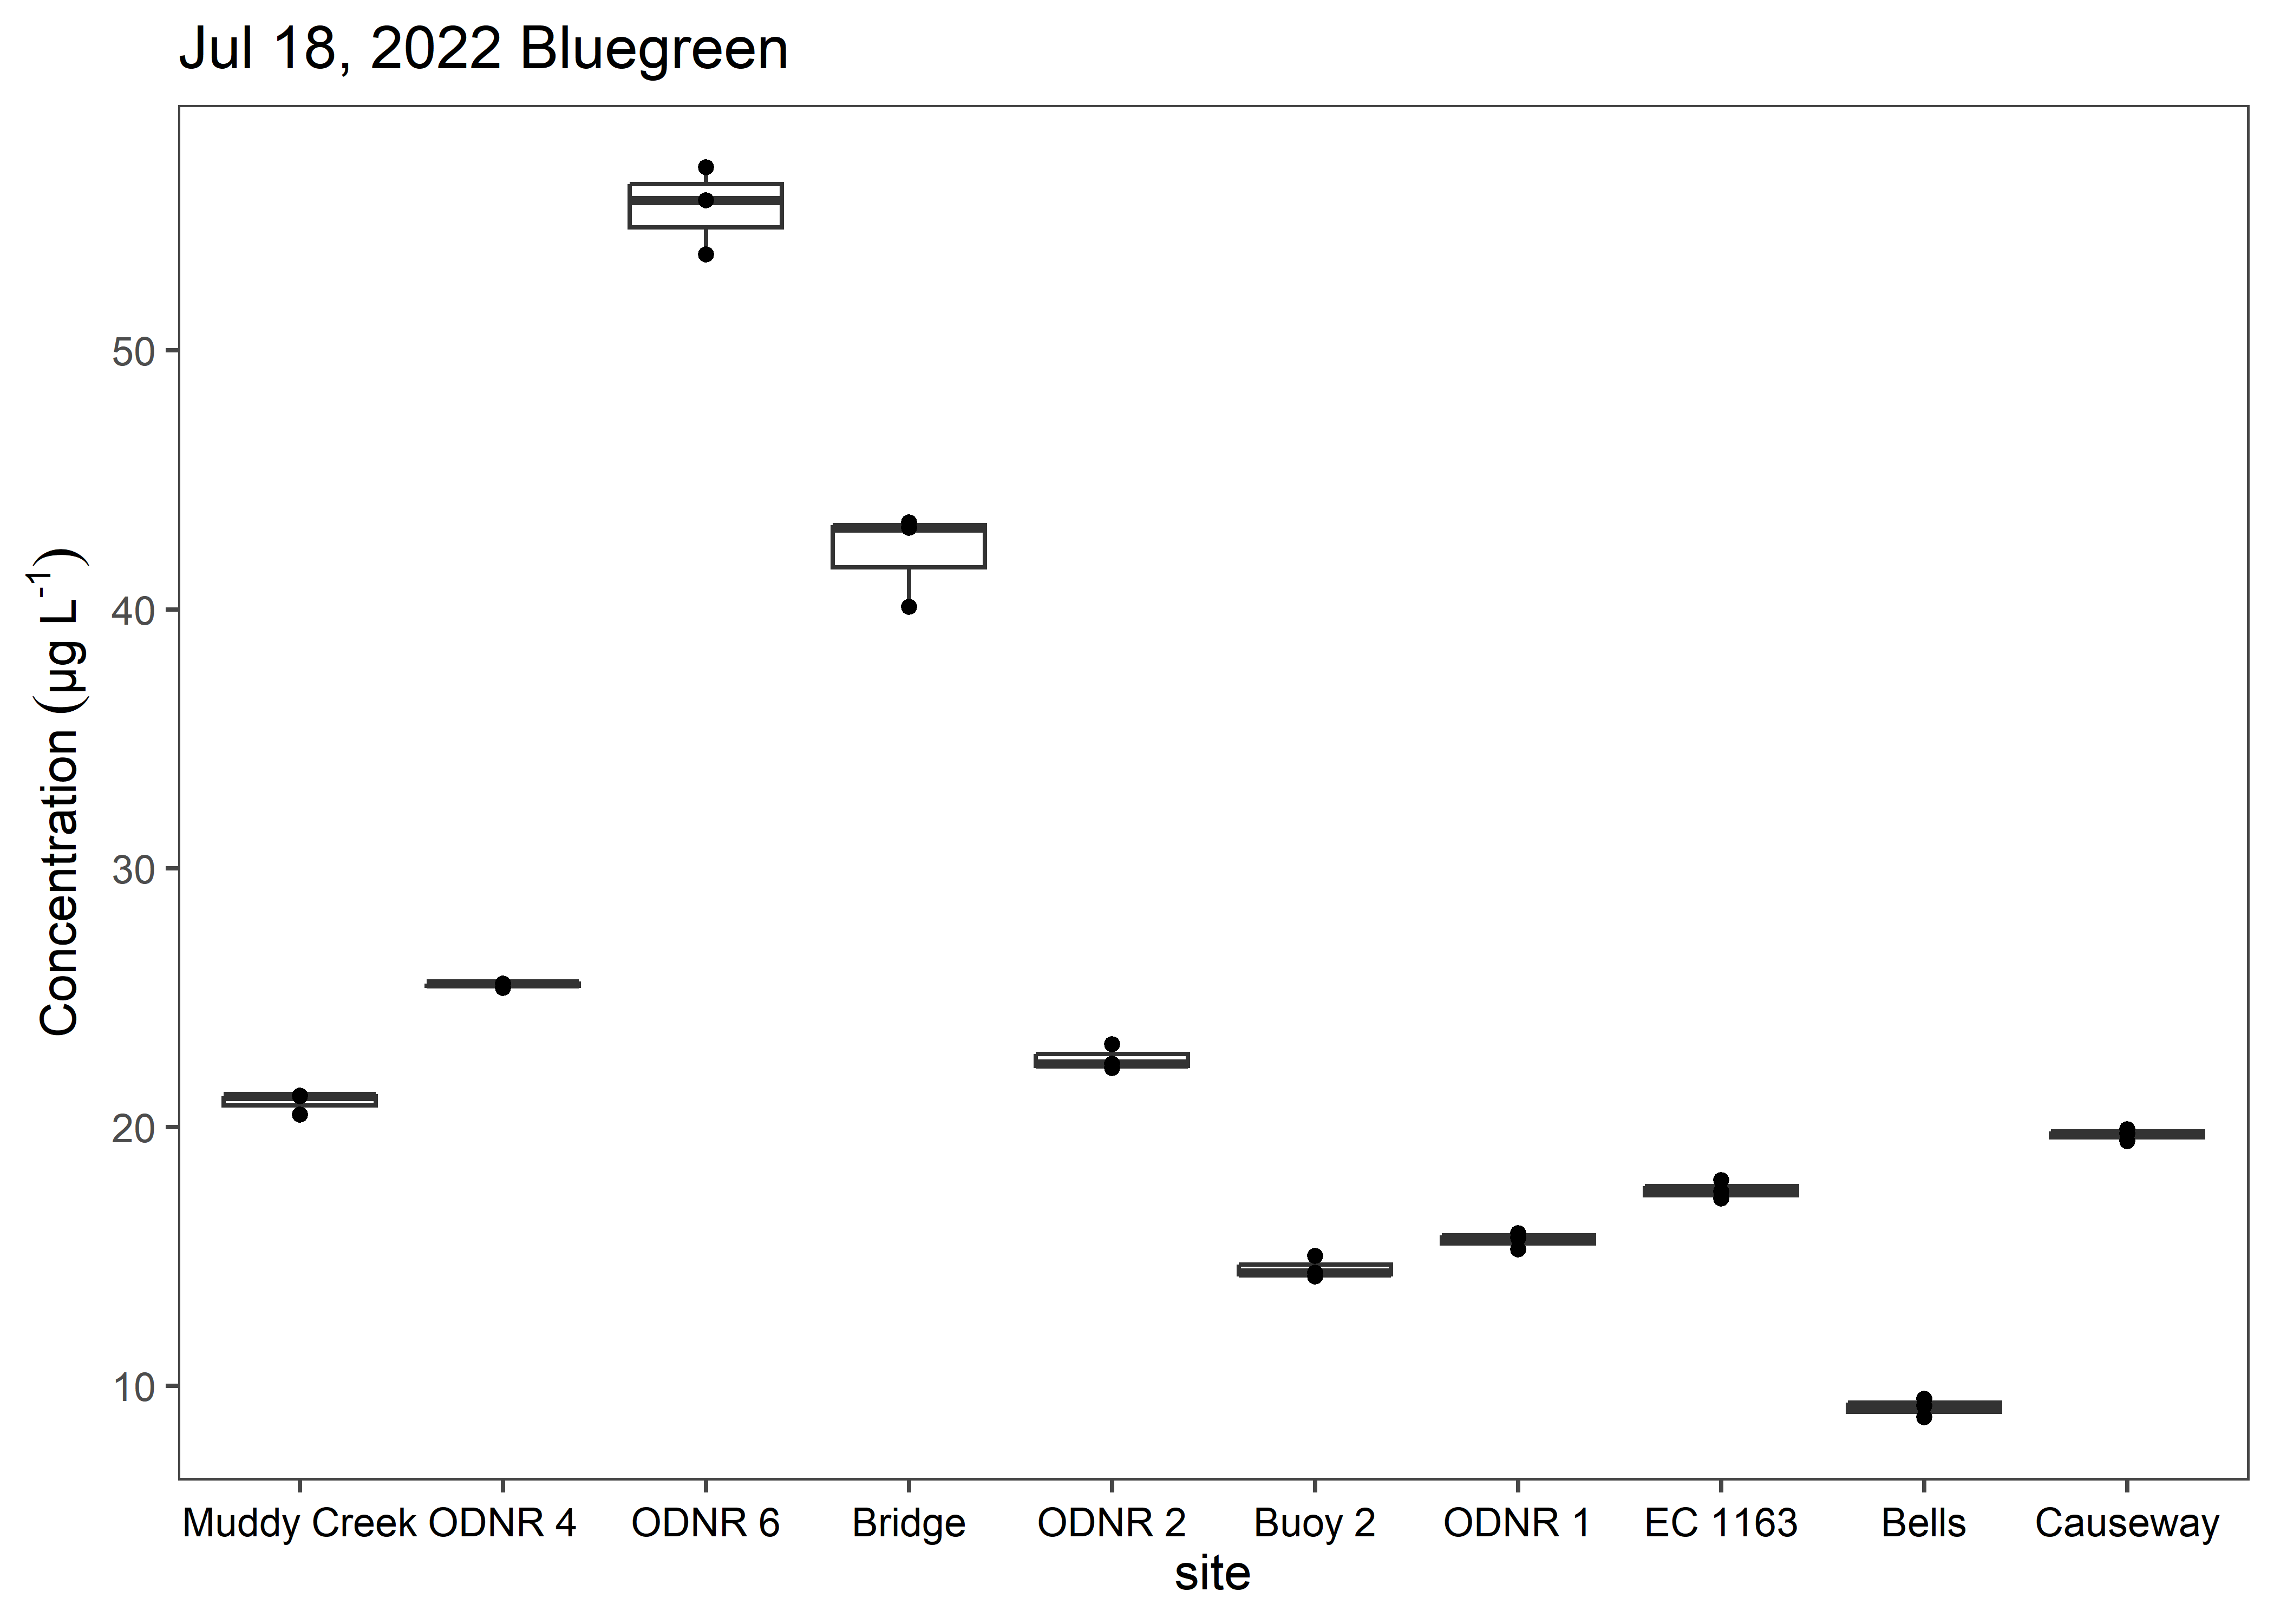 Jul 18, 2022 Bluegreen
Concentration (µg L⁻¹)
50
40
30
20
10
Muddy Creek ODNR 4 ODNR 6 Bridge ODNR 2 Buoy 2 ODNR 1 EC 1163 Bells Causeway
site